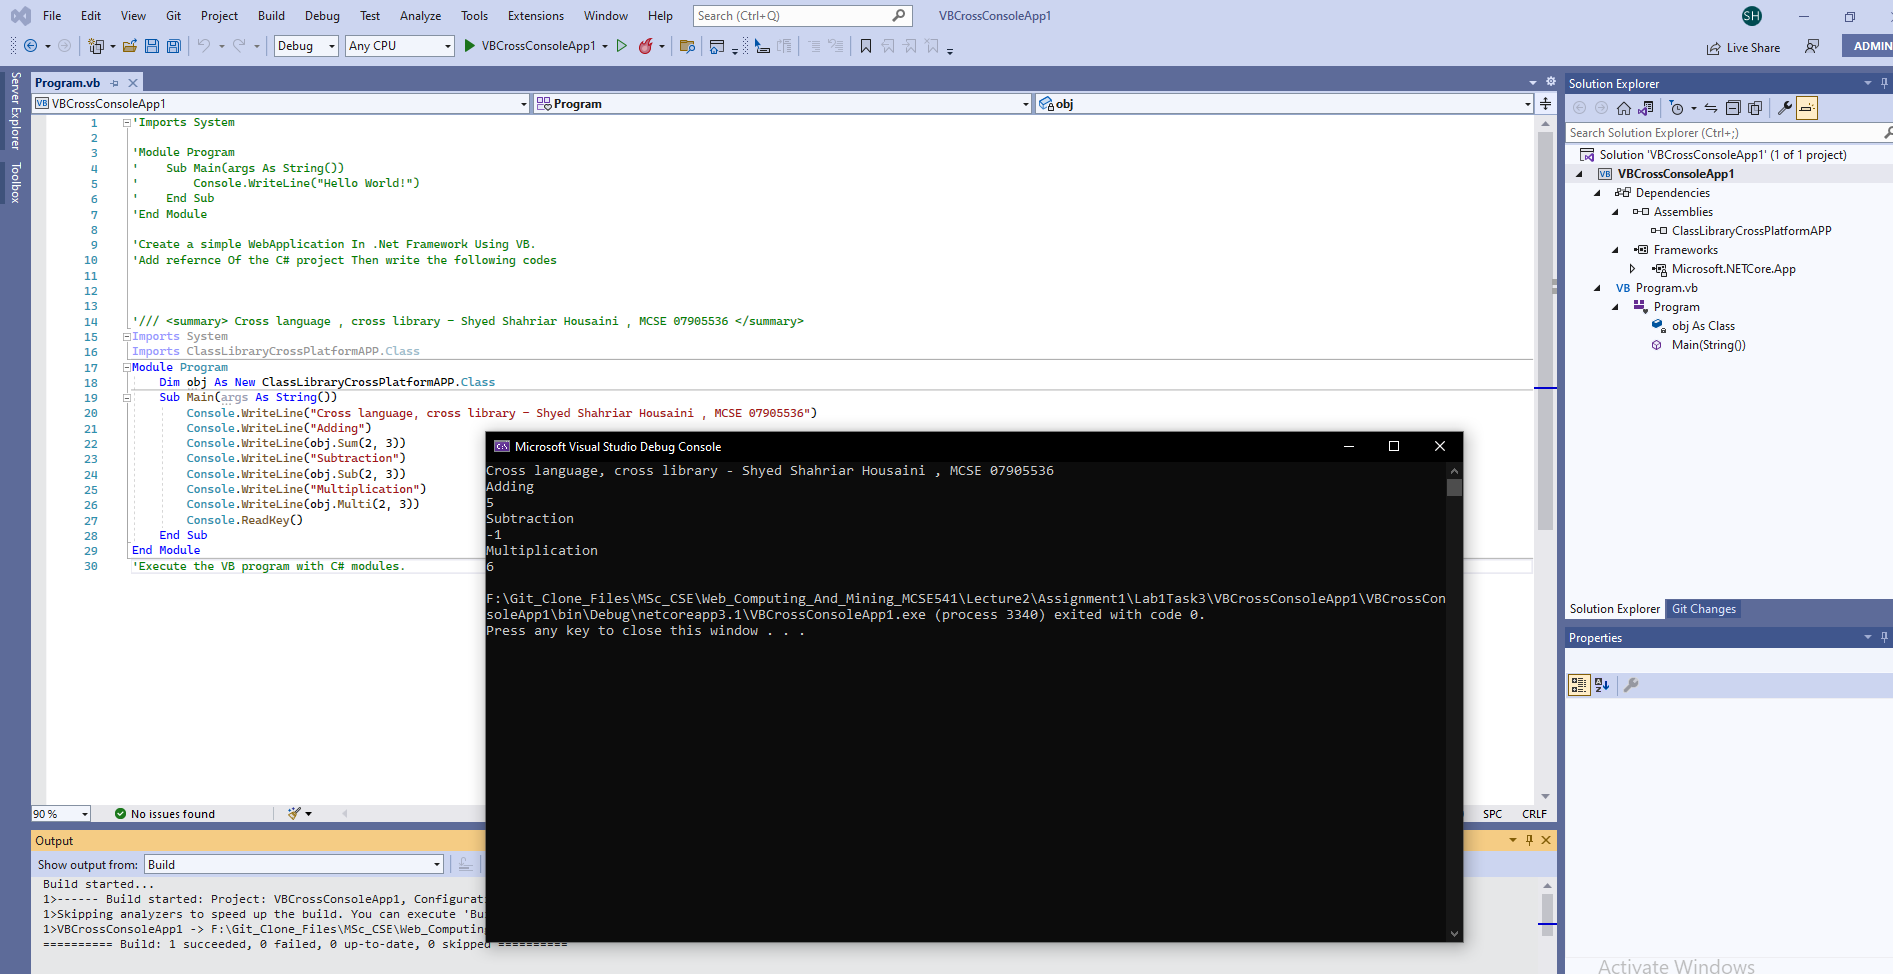 File Edit View Git Project Build Debug Test Analyze Tools Extensions Window Help Search (Ctrl+Q) VBCrossConsoleApp1 SH
Debug Any CPU VBCrossConsoleApp1 Live Share ADMIN
Server Explorer
Toolbox
Program.vb
VB VBCrossConsoleApp1 Program obj
1 'Imports System
2
3 'Module Program
4 '    Sub Main(args As String())
5 '        Console.WriteLine("Hello World!")
6 '    End Sub
7 'End Module
8
9 'Create a simple WebApplication In .Net Framework Using VB.
10 'Add refernce Of the C# project Then write the following codes
11
12
13
14 '/// <summary> Cross language , cross library - Shyed Shahriar Housaini , MCSE 07905536 </summary>
15 Imports System
16 Imports ClassLibraryCrossPlatformAPP.Class
17 Module Program
18     Dim obj As New ClassLibraryCrossPlatformAPP.Class
19     Sub Main(args As String())
20         Console.WriteLine("Cross language, cross library - Shyed Shahriar Housaini , MCSE 07905536")
21         Console.WriteLine("Adding")
22         Console.WriteLine(obj.Sum(2, 3))
23         Console.WriteLine("Subtraction")
24         Console.WriteLine(obj.Sub(2, 3))
25         Console.WriteLine("Multiplication")
26         Console.WriteLine(obj.Multi(2, 3))
27         Console.ReadKey()
28     End Sub
29 End Module
30 'Execute the VB program with C# modules.
Microsoft Visual Studio Debug Console
Cross language, cross library - Shyed Shahriar Housaini , MCSE 07905536
Adding
5
Subtraction
-1
Multiplication
6
F:\Git_Clone_Files\MSc_CSE\Web_Computing_And_Mining_MCSE541\Lecture2\Assignment1\Lab1Task3\VBCrossConsoleApp1\VBCrossCon
soleApp1\bin\Debug\netcoreapp3.1\VBCrossConsoleApp1.exe (process 3340) exited with code 0.
Press any key to close this window . . .
90 % No issues found SPC CRLF
Output
Show output from: Build
Build started...
1>------ Build started: Project: VBCrossConsoleApp1, Configurat
1>Skipping analyzers to speed up the build. You can execute 'Bu
1>VBCrossConsoleApp1 -> F:\Git_Clone_Files\MSc_CSE\Web_Computing
========== Build: 1 succeeded, 0 failed, 0 up-to-date, 0 skipped ==========
Solution Explorer
Search Solution Explorer (Ctrl+;)
Solution 'VBCrossConsoleApp1' (1 of 1 project)
VB VBCrossConsoleApp1
Dependencies
Assemblies
ClassLibraryCrossPlatformAPP
Frameworks
Microsoft.NETCore.App
VB Program.vb
Program
obj As Class
Main(String())
Solution Explorer Git Changes
Properties
Activate Windows